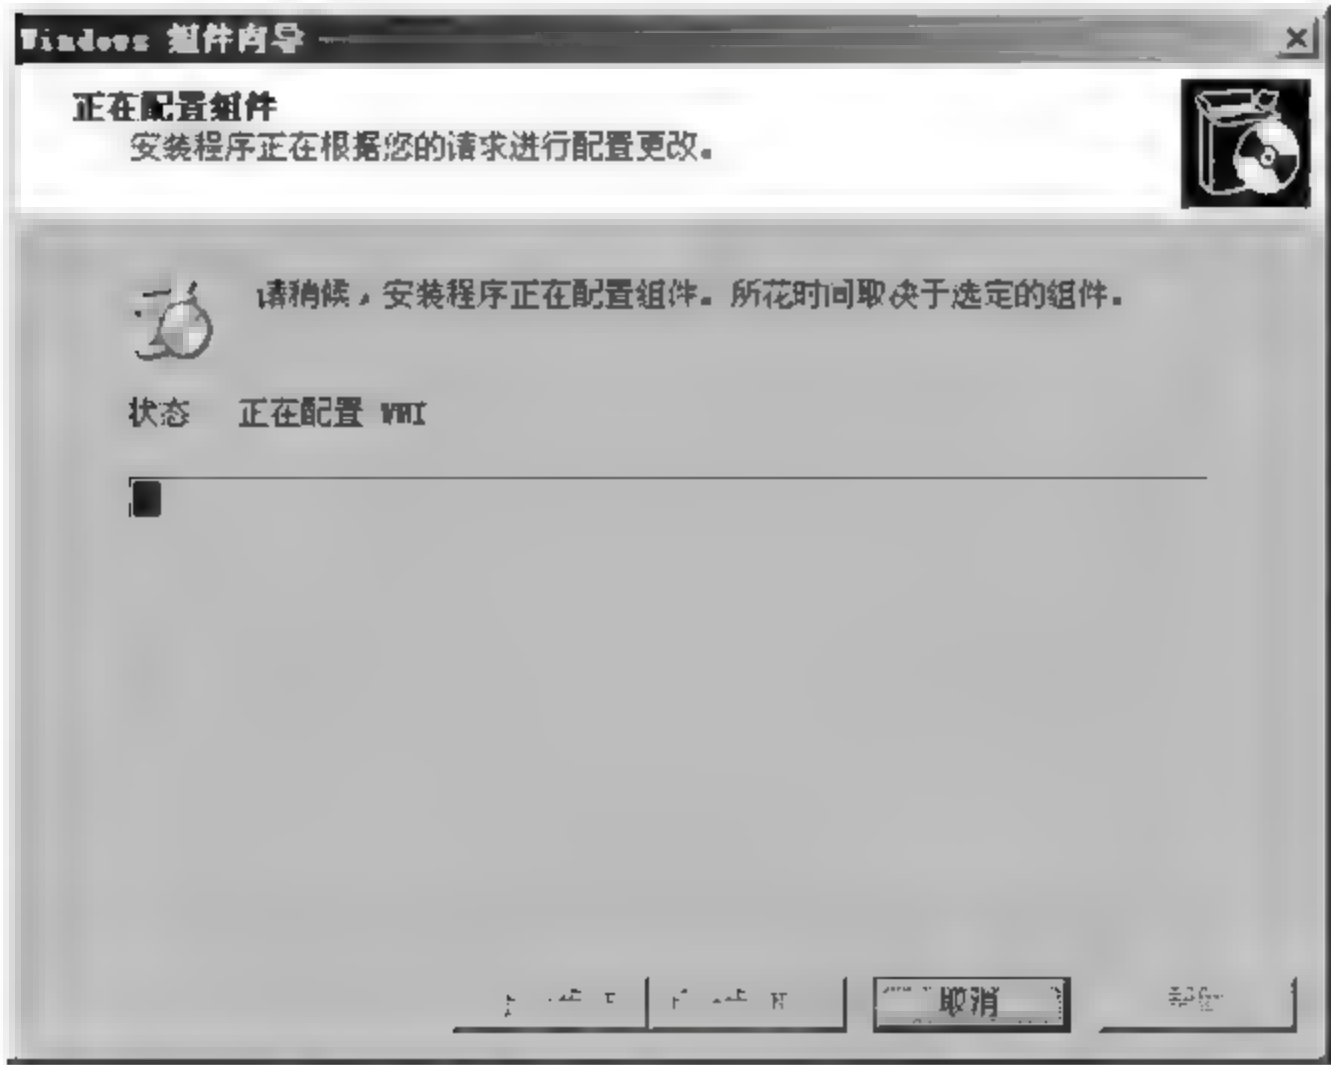 Windows 组件向导
正在配置组件
安装程序正在根据您的请求进行配置更改。
请稍候，安装程序正在配置组件。所花时间取决于选定的组件。
状态 正在配置 WMI
取消